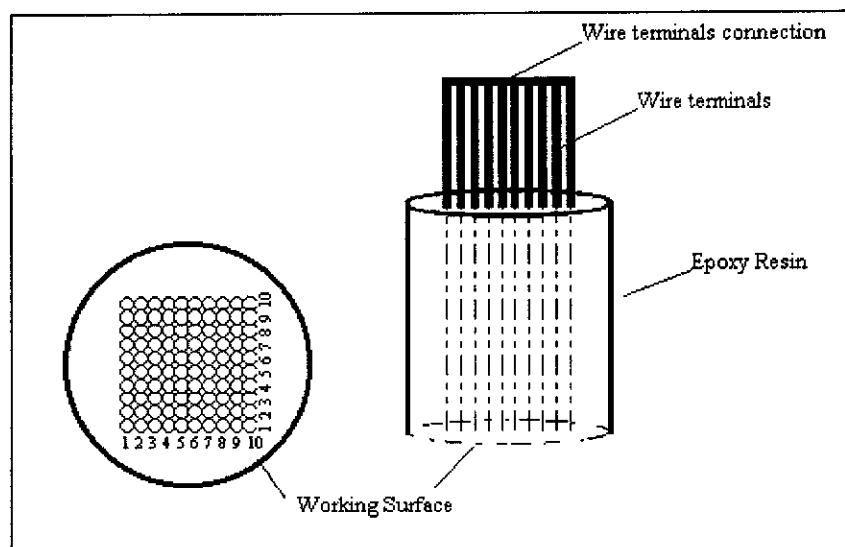 Wire terminals connection
Wire terminals
Epoxy Resin
10
9
8
7
6
5
4
3
2
1
1 2 3 4 5 6 7 8 9 10
Working Surface